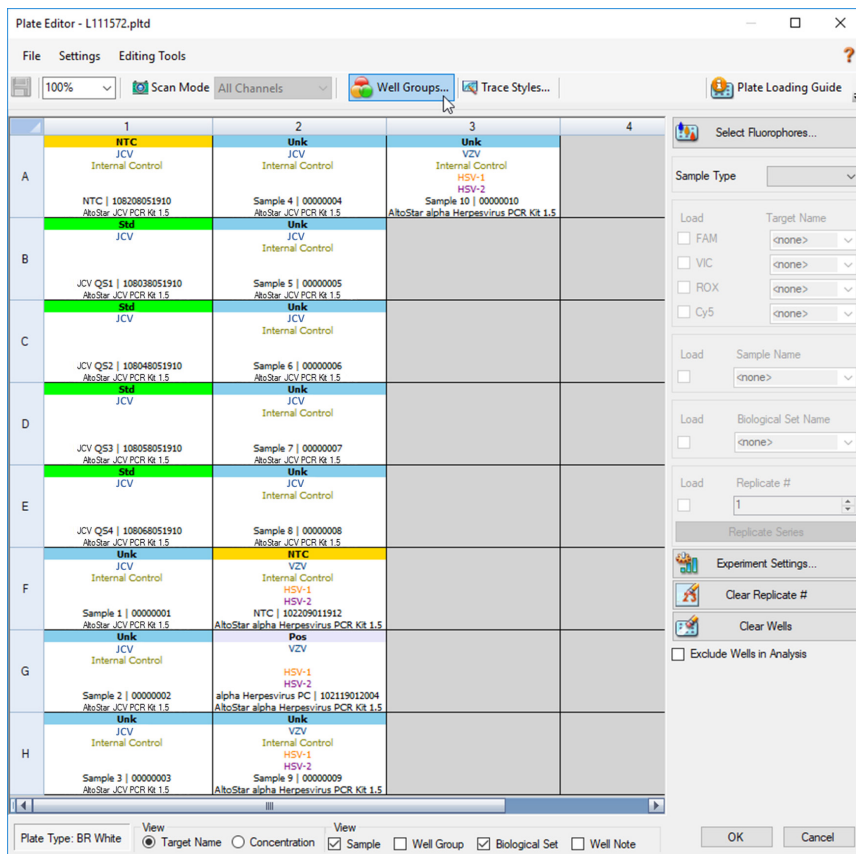 Plate Editor - L111572.pltd
File Settings Editing Tools
100% Scan Mode All Channels Well Groups... Trace Styles... Plate Loading Guide
1 2 3 4
A
NTC
JCV
Internal Control
NTC | 108208051910
AltoStar JCV PCR Kit 1.5
Unk
JCV
Internal Control
Sample 4 | 00000004
AltoStar JCV PCR Kit 1.5
Unk
VZV
Internal Control
HSV-1
HSV-2
Sample 10 | 00000010
AltoStar alpha Herpesvirus PCR Kit 1.5
B
Std
JCV
JCV QS1 | 108038051910
AltoStar JCV PCR Kit 1.5
Unk
JCV
Internal Control
Sample 5 | 00000005
AltoStar JCV PCR Kit 1.5
C
Std
JCV
JCV QS2 | 108048051910
AltoStar JCV PCR Kit 1.5
Unk
JCV
Internal Control
Sample 6 | 00000006
AltoStar JCV PCR Kit 1.5
D
Std
JCV
JCV QS3 | 108058051910
AltoStar JCV PCR Kit 1.5
Unk
JCV
Internal Control
Sample 7 | 00000007
AltoStar JCV PCR Kit 1.5
E
Std
JCV
JCV QS4 | 108068051910
AltoStar JCV PCR Kit 1.5
Unk
JCV
Internal Control
Sample 8 | 00000008
AltoStar JCV PCR Kit 1.5
F
Unk
JCV
Internal Control
Sample 1 | 00000001
AltoStar JCV PCR Kit 1.5
NTC
VZV
Internal Control
HSV-1
HSV-2
NTC | 102209011912
AltoStar alpha Herpesvirus PCR Kit 1.5
G
Unk
JCV
Internal Control
Sample 2 | 00000002
AltoStar JCV PCR Kit 1.5
Pos
VZV
HSV-1
HSV-2
alpha Herpesvirus PC | 102119012004
AltoStar alpha Herpesvirus PCR Kit 1.5
H
Unk
JCV
Internal Control
Sample 3 | 00000003
AltoStar JCV PCR Kit 1.5
Unk
VZV
Internal Control
HSV-1
HSV-2
Sample 9 | 00000009
AltoStar alpha Herpesvirus PCR Kit 1.5
Select Fluorophores...
Sample Type
Load Target Name
FAM <none>
VIC <none>
ROX <none>
Cy5 <none>
Load Sample Name
<none>
Load Biological Set Name
<none>
Load Replicate #
1
Replicate Series
Experiment Settings...
Clear Replicate #
Clear Wells
Exclude Wells in Analysis
Plate Type: BR White
View
Target Name Concentration
View
Sample Well Group Biological Set Well Note
OK Cancel